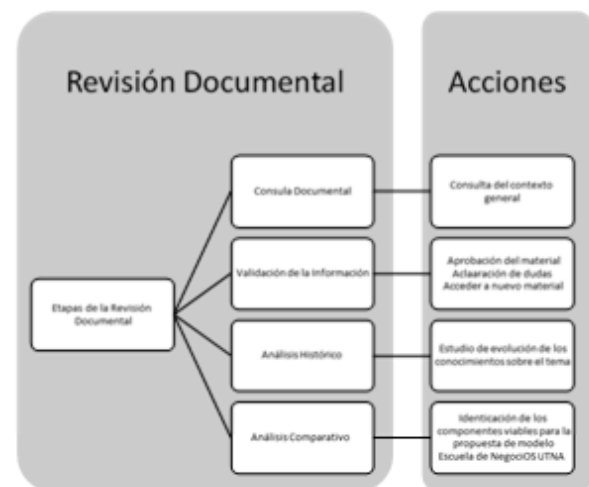 Revisión Documental
Acciones
Etapas de la Revisión
Documental
Consula Documental
Consulta del contexto
general
Validación de la Información
Aprobación del material
Aclaaración de dudas
Acceder a nuevo material
Análisis Histórico
Estudio de evolución de los
conocimientos sobre el tema
Análisis Comparativo
Identicación de los
componentes viables para la
propuesta de modelo
Escuela de NegociOS UTNA